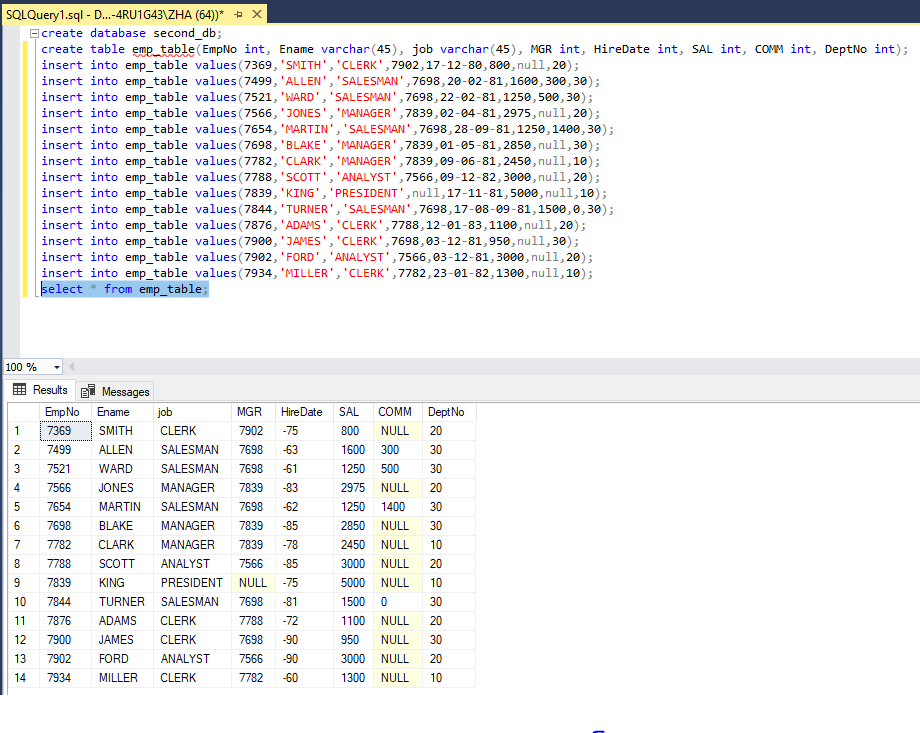 SQLQuery1.sql - D...-4RU1G43\ZHA (64))*
create database second_db;
create table emp_table(EmpNo int, Ename varchar(45), job varchar(45), MGR int, HireDate int, SAL int, COMM int, DeptNo int);
insert into emp_table values(7369,'SMITH','CLERK',7902,17-12-80,800,null,20);
insert into emp_table values(7499,'ALLEN','SALESMAN',7698,20-02-81,1600,300,30);
insert into emp_table values(7521,'WARD','SALESMAN',7698,22-02-81,1250,500,30);
insert into emp_table values(7566,'JONES','MANAGER',7839,02-04-81,2975,null,20);
insert into emp_table values(7654,'MARTIN','SALESMAN',7698,28-09-81,1250,1400,30);
insert into emp_table values(7698,'BLAKE','MANAGER',7839,01-05-81,2850,null,30);
insert into emp_table values(7782,'CLARK','MANAGER',7839,09-06-81,2450,null,10);
insert into emp_table values(7788,'SCOTT','ANALYST',7566,09-12-82,3000,null,20);
insert into emp_table values(7839,'KING','PRESIDENT',null,17-11-81,5000,null,10);
insert into emp_table values(7844,'TURNER','SALESMAN',7698,17-08-09-81,1500,0,30);
insert into emp_table values(7876,'ADAMS','CLERK',7788,12-01-83,1100,null,20);
insert into emp_table values(7900,'JAMES','CLERK',7698,03-12-81,950,null,30);
insert into emp_table values(7902,'FORD','ANALYST',7566,03-12-81,3000,null,20);
insert into emp_table values(7934,'MILLER','CLERK',7782,23-01-82,1300,null,10);
select * from emp_table;
100 %
Results Messages
EmpNo Ename job MGR HireDate SAL COMM DeptNo
1 7369 SMITH CLERK 7902 -75 800 NULL 20
2 7499 ALLEN SALESMAN 7698 -63 1600 300 30
3 7521 WARD SALESMAN 7698 -61 1250 500 30
4 7566 JONES MANAGER 7839 -83 2975 NULL 20
5 7654 MARTIN SALESMAN 7698 -62 1250 1400 30
6 7698 BLAKE MANAGER 7839 -85 2850 NULL 30
7 7782 CLARK MANAGER 7839 -78 2450 NULL 10
8 7788 SCOTT ANALYST 7566 -85 3000 NULL 20
9 7839 KING PRESIDENT NULL -75 5000 NULL 10
10 7844 TURNER SALESMAN 7698 -81 1500 0 30
11 7876 ADAMS CLERK 7788 -72 1100 NULL 20
12 7900 JAMES CLERK 7698 -90 950 NULL 30
13 7902 FORD ANALYST 7566 -90 3000 NULL 20
14 7934 MILLER CLERK 7782 -60 1300 NULL 10